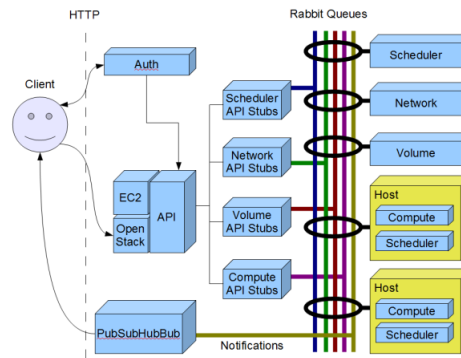 HTTP
Rabbit Queues
Client
Auth
Scheduler
Network
Volume
Scheduler
API Stubs
Network
API Stubs
Volume
API Stubs
Compute
API Stubs
EC2
Open
Stack
API
Host
Compute
Scheduler
Host
Compute
Scheduler
PubSubHubBub
Notifications